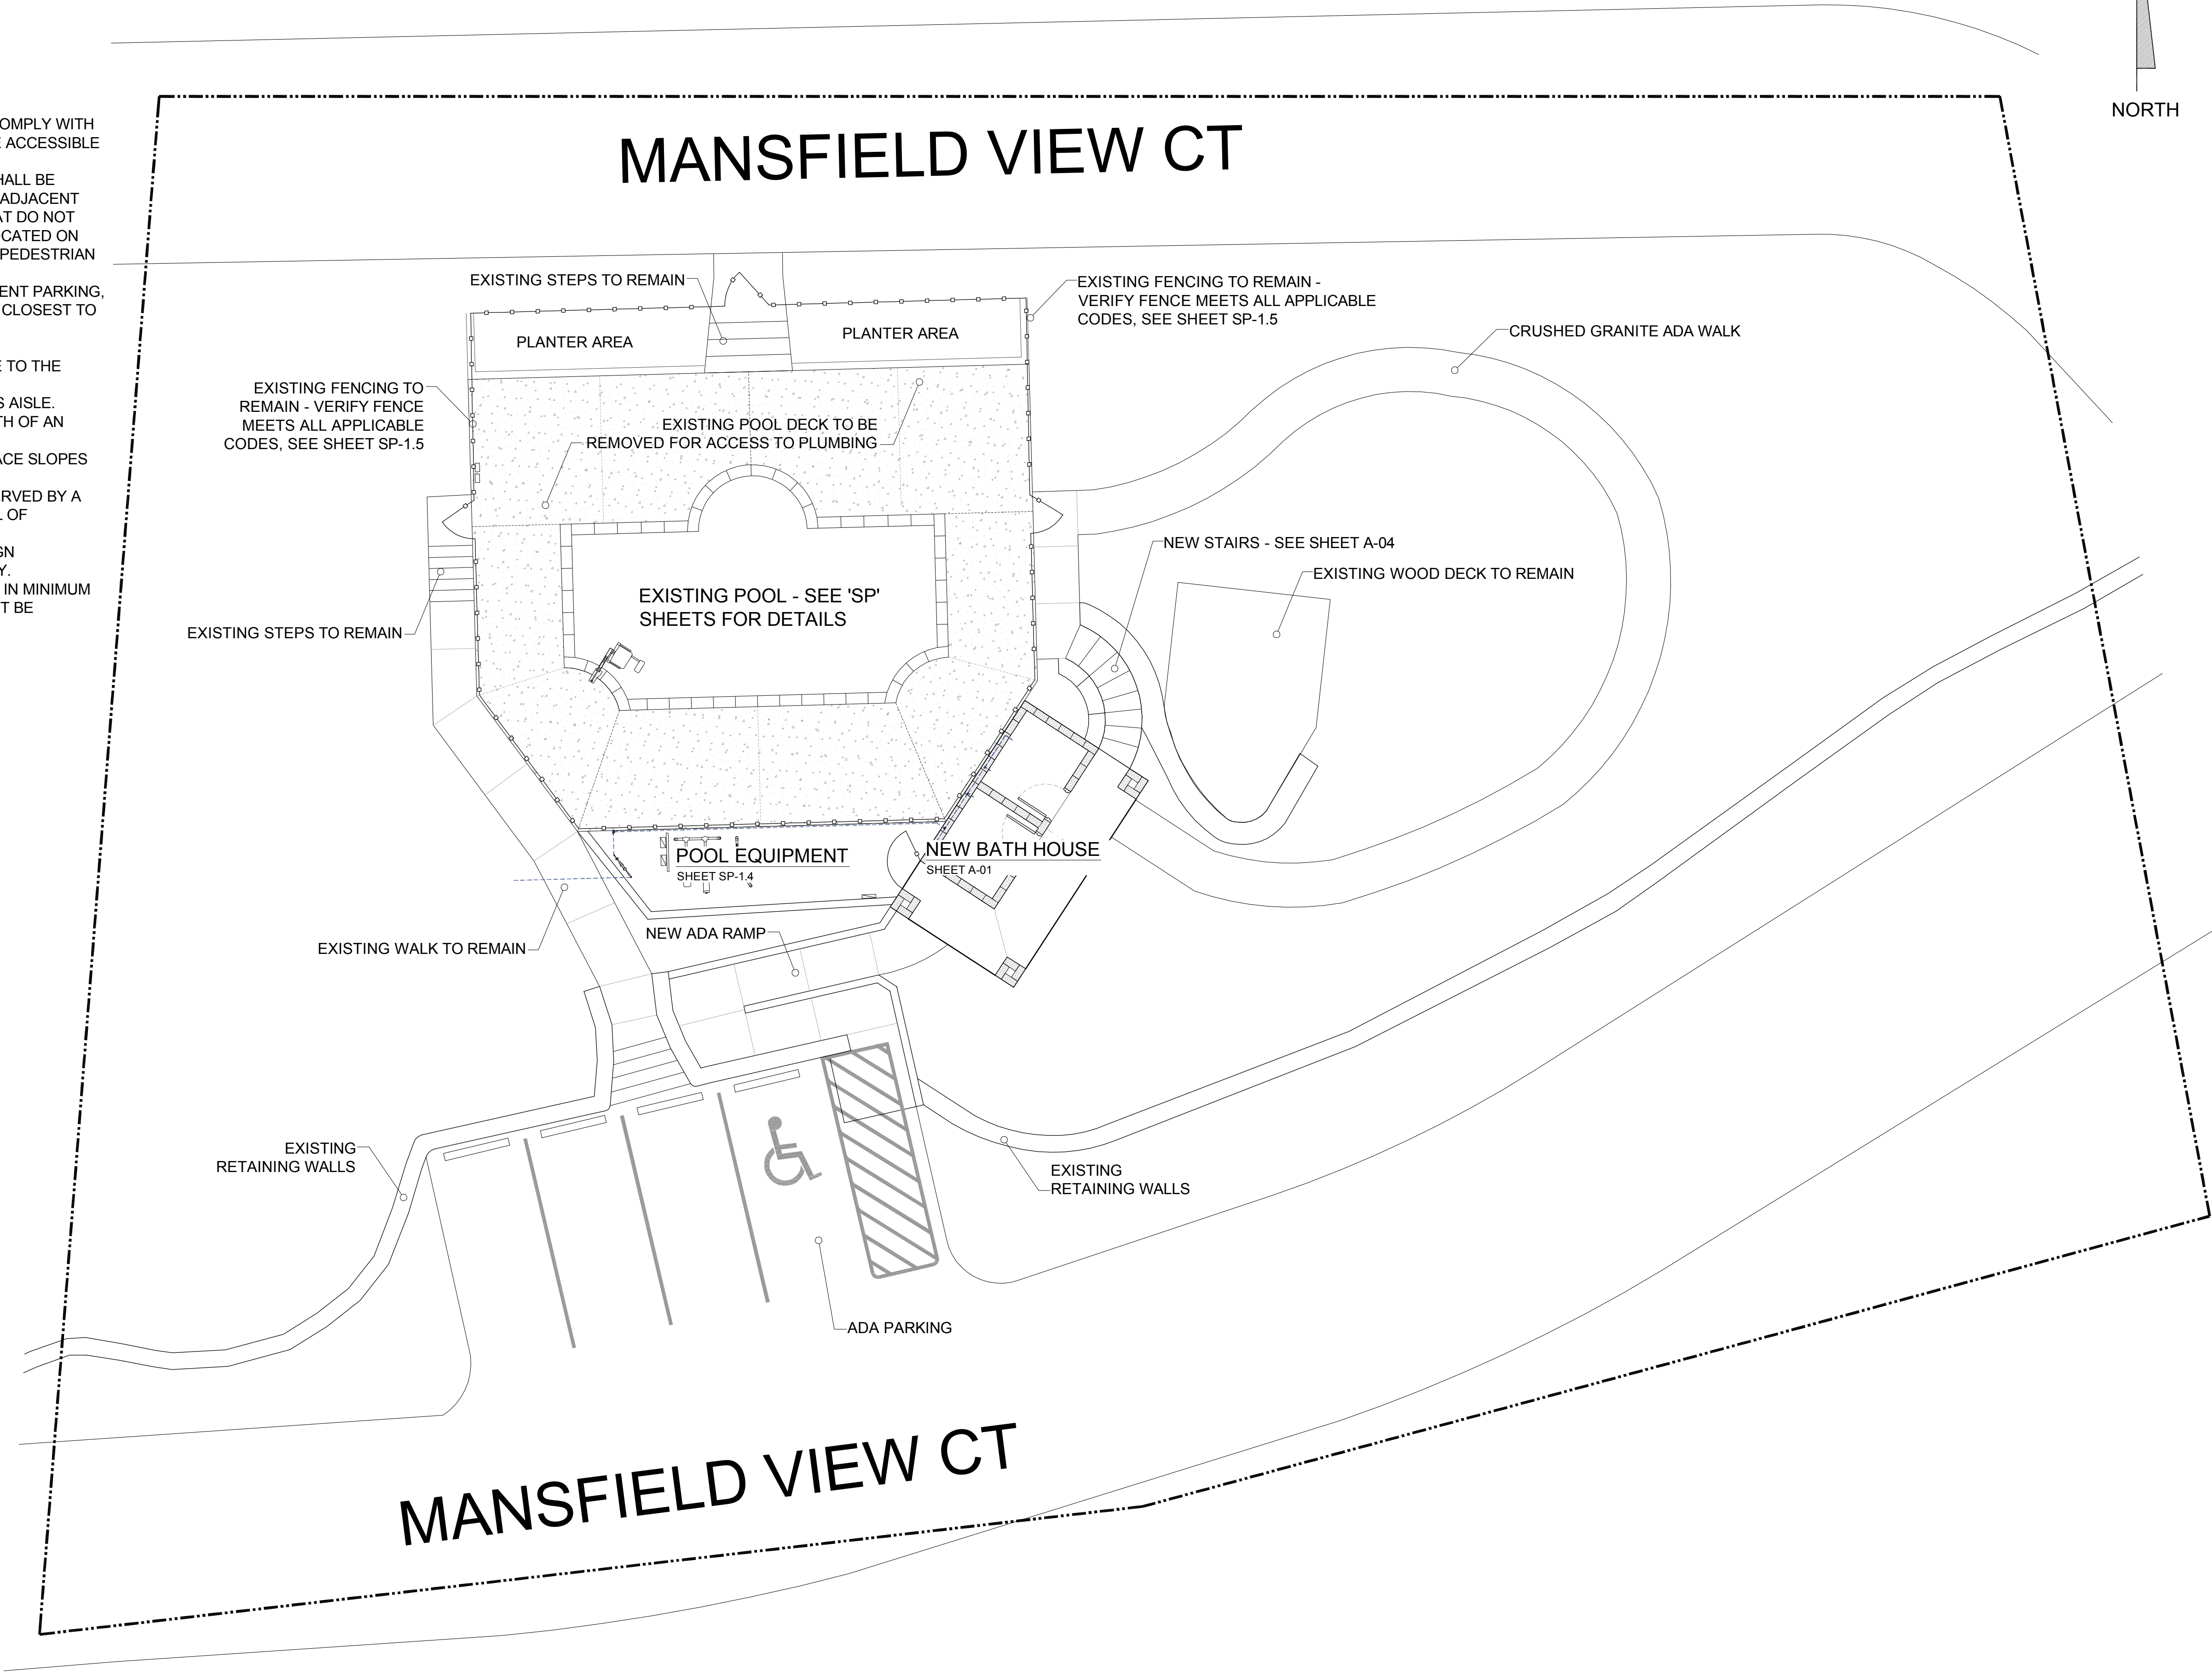 NORTH
OMPLY WITH
ACCESSIBLE
HALL BE
ADJACENT
AT DO NOT
CATED ON
PEDESTRIAN
ENT PARKING,
CLOSEST TO
E TO THE
S AISLE.
TH OF AN
ACE SLOPES
ERVED BY A
OF
GN
Y.
IN MINIMUM
T BE
MANSFIELD VIEW CT
EXISTING STEPS TO REMAIN
EXISTING FENCING TO REMAIN -
VERIFY FENCE MEETS ALL APPLICABLE
CODES, SEE SHEET SP-1.5
PLANTER AREA
PLANTER AREA
CRUSHED GRANITE ADA WALK
EXISTING FENCING TO
REMAIN - VERIFY FENCE
MEETS ALL APPLICABLE
CODES, SEE SHEET SP-1.5
EXISTING POOL DECK TO BE
REMOVED FOR ACCESS TO PLUMBING
NEW STAIRS - SEE SHEET A-04
EXISTING WOOD DECK TO REMAIN
EXISTING POOL - SEE 'SP'
SHEETS FOR DETAILS
EXISTING STEPS TO REMAIN
POOL EQUIPMENT
SHEET SP-1.4
NEW BATH HOUSE
SHEET A-01
NEW ADA RAMP
EXISTING WALK TO REMAIN
EXISTING
RETAINING WALLS
EXISTING
RETAINING WALLS
ADA PARKING
MANSFIELD VIEW CT